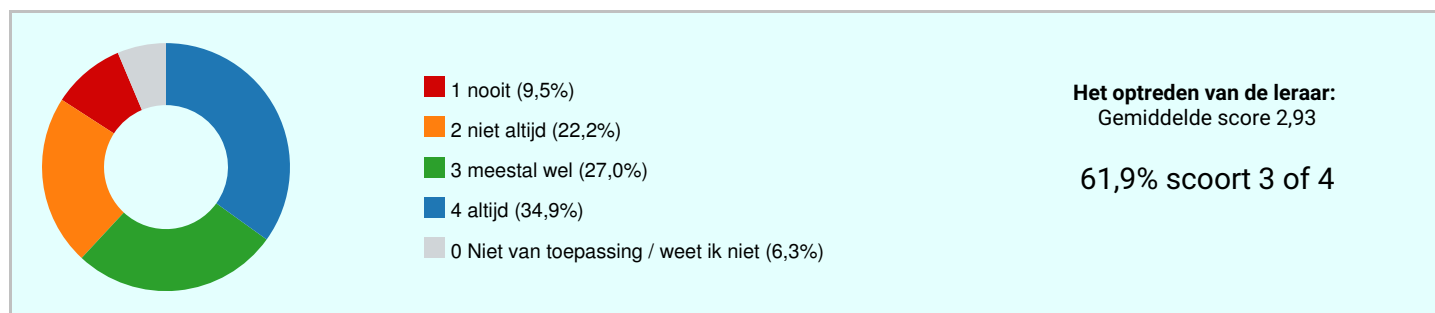 1 nooit (9,5%)
2 niet altijd (22,2%)
3 meestal wel (27,0%)
4 altijd (34,9%)
0 Niet van toepassing / weet ik niet (6,3%)
Het optreden van de leraar:
Gemiddelde score 2,93
61,9% scoort 3 of 4